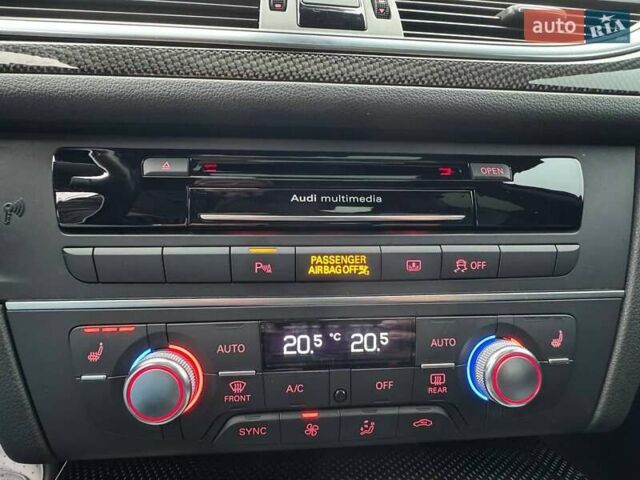 auto RIA
OPEN
Audi multimedia
P PASSENGER AIRBAG OFF OFF
20.5 °C 20.5
AUTO AUTO
FRONT A/C OFF REAR
SYNC